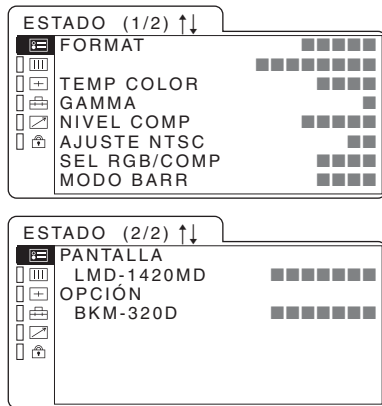 ESTADO (1/2) ↑↓
FORMAT ■■■■■
■■■■■■■■
TEMP COLOR ■■■■
GAMMA ■
NIVEL COMP ■■■■■
AJUSTE NTSC ■■
SEL RGB/COMP ■■■■
MODO BARR ■■■■
ESTADO (2/2) ↑↓
PANTALLA
LMD-1420MD ■■■■■■■
OPCIÓN
BKM-320D ■■■■■■■